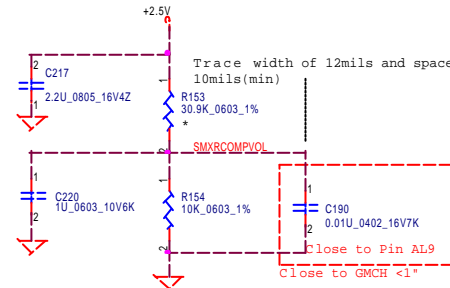 +2.5V
Trace width of 12mils and space
10mils(min)
2
C217
2.2U_0805_16V4Z
1
1
R153
30.9K_0603_1%
*
2
SMXRCOMPVOL
1
C220
1U_0603_10V6K
2
1
R154
10K_0603_1%
2
1
C190
0.01U_0402_16V7K
2
Close to Pin AL9
Close to GMCH <1"